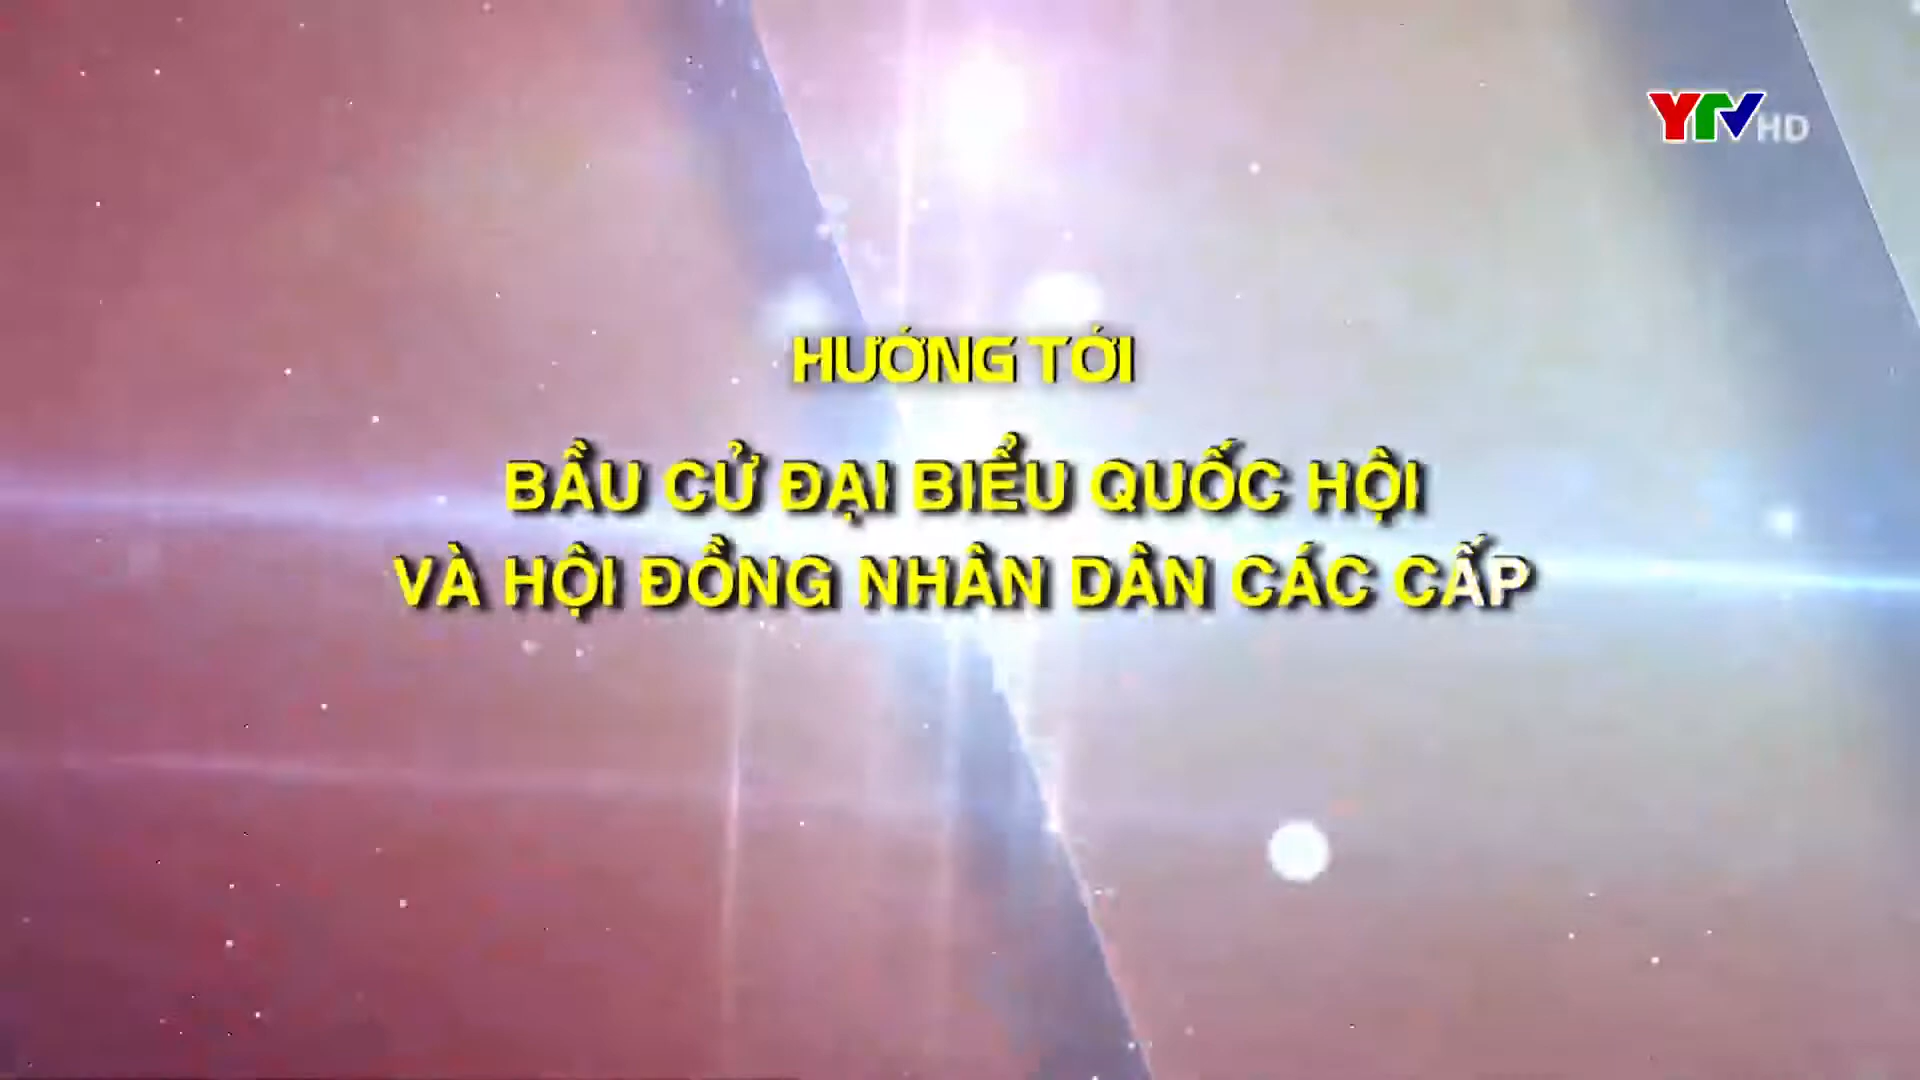 YTV HD
HƯỚNG TỚI
BẦU CỬ ĐẠI BIỂU QUỐC HỘI
VÀ HỘI ĐỒNG NHÂN DÂN CÁC CẤP